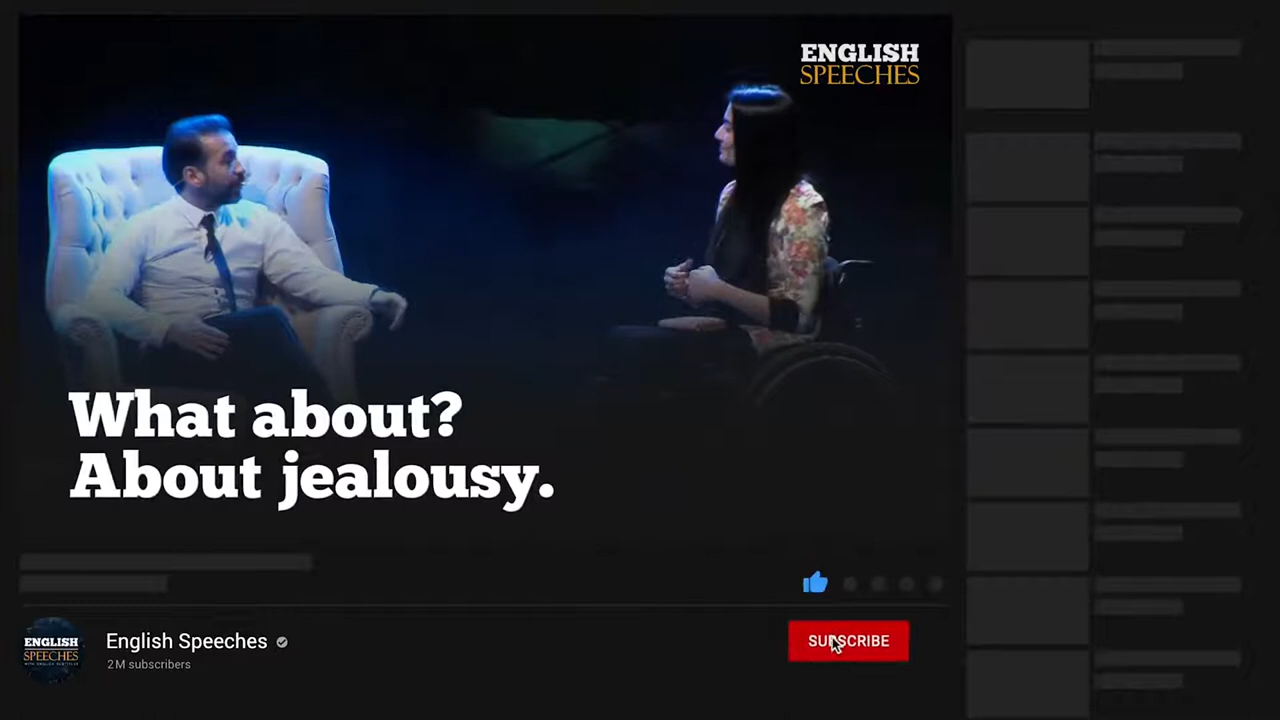 ENGLISH
SPEECHES
What about?
About jealousy.
ENGLISH
SPEECHES
English Speeches
2M subscribers
SUBSCRIBE